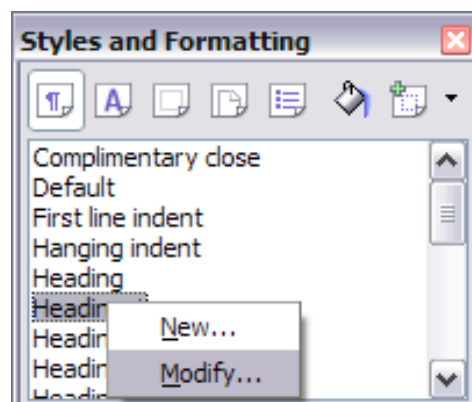 Styles and Formatting
Complimentary close
Default
First line indent
Hanging indent
Heading
New...
Modify...